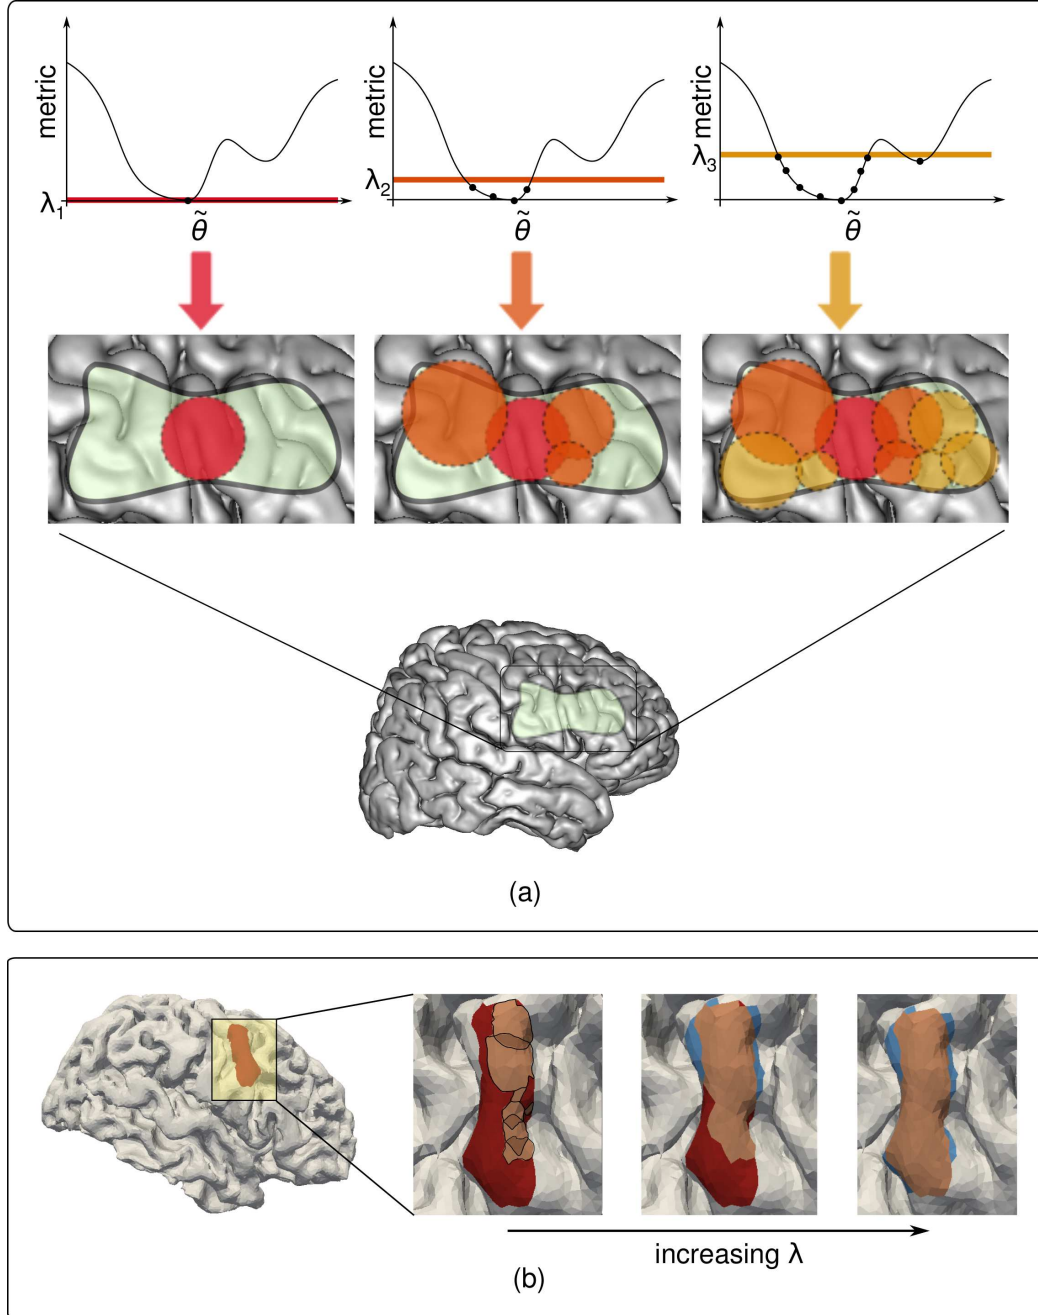 metric
metric
metric
λ1
λ2
λ3
θ̃
θ̃
θ̃
(a)
increasing λ
(b)